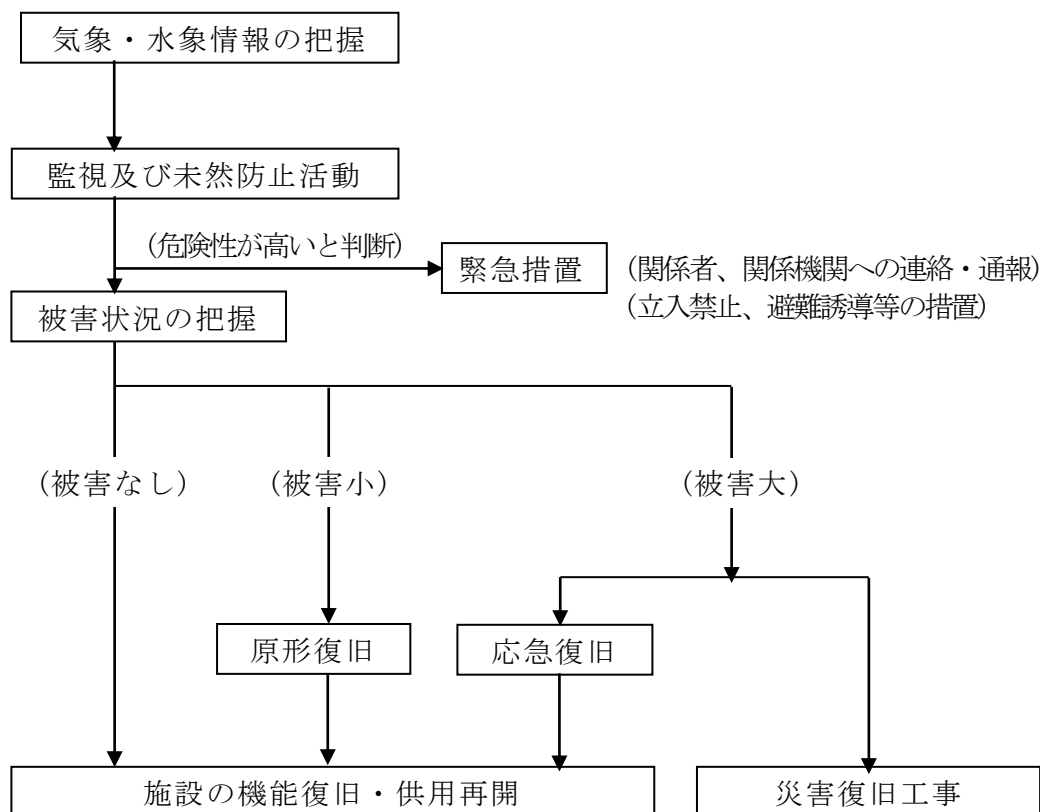 気象・水象情報の把握
監視及び未然防止活動
(危険性が高いと判断)
緊急措置
(関係者、関係機関への連絡・通報)
(立入禁止、避難誘導等の措置)
被害状況の把握
(被害なし)
(被害小)
(被害大)
原形復旧
応急復旧
施設の機能復旧・供用再開
災害復旧工事